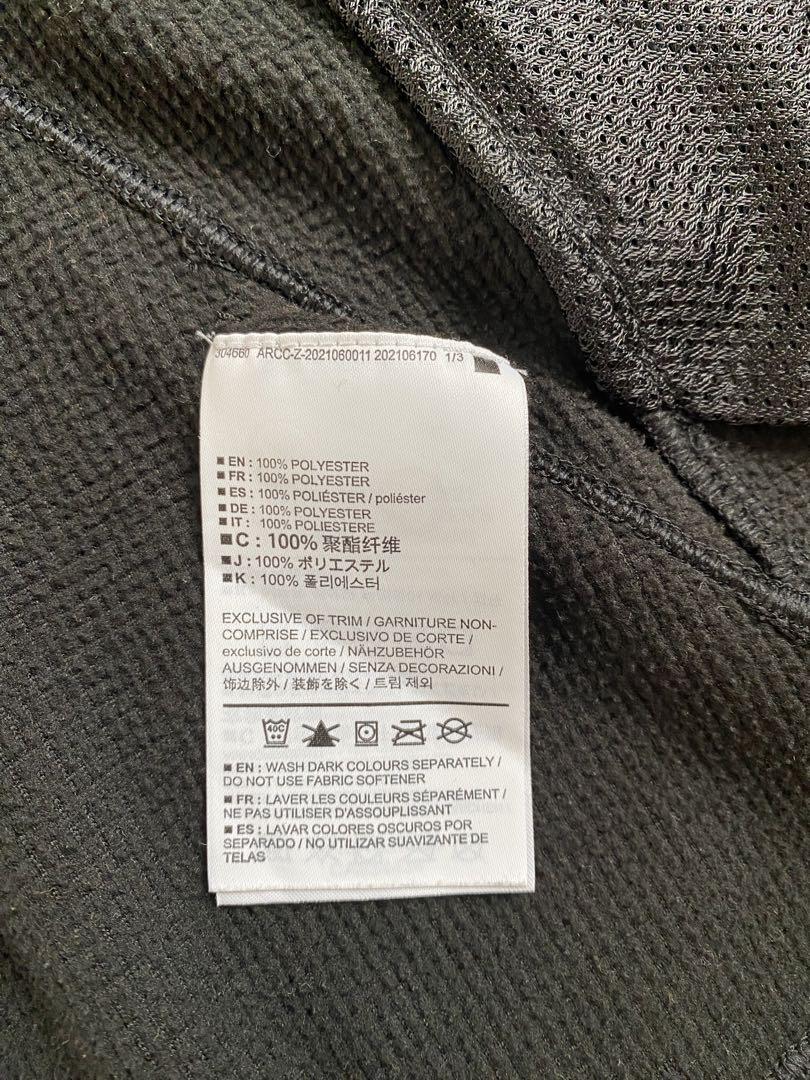 304660 ARCC-Z-2021060011 202106170 1/3
EN : 100% POLYESTER
FR : 100% POLYESTER
ES : 100% POLIÉSTER / poliéster
DE : 100% POLYESTER
IT : 100% POLIESTERE
C : 100% 聚酯纤维
J : 100% ポリエステル
K : 100% 폴리에스터
EXCLUSIVE OF TRIM / GARNITURE NON-
COMPRISE / EXCLUSIVO DE CORTE /
exclusivo de corte / NÄHZUBEHÖR
AUSGENOMMEN / SENZA DECORAZIONI /
饰边除外 / 装飾を除く / 트림 제외
40C
EN : WASH DARK COLOURS SEPARATELY /
DO NOT USE FABRIC SOFTENER
FR : LAVER LES COULEURS SÉPARÉMENT /
NE PAS UTILISER D'ASSOUPLISSANT
ES : LAVAR COLORES OSCUROS POR
SEPARADO / NO UTILIZAR SUAVIZANTE DE
TELAS